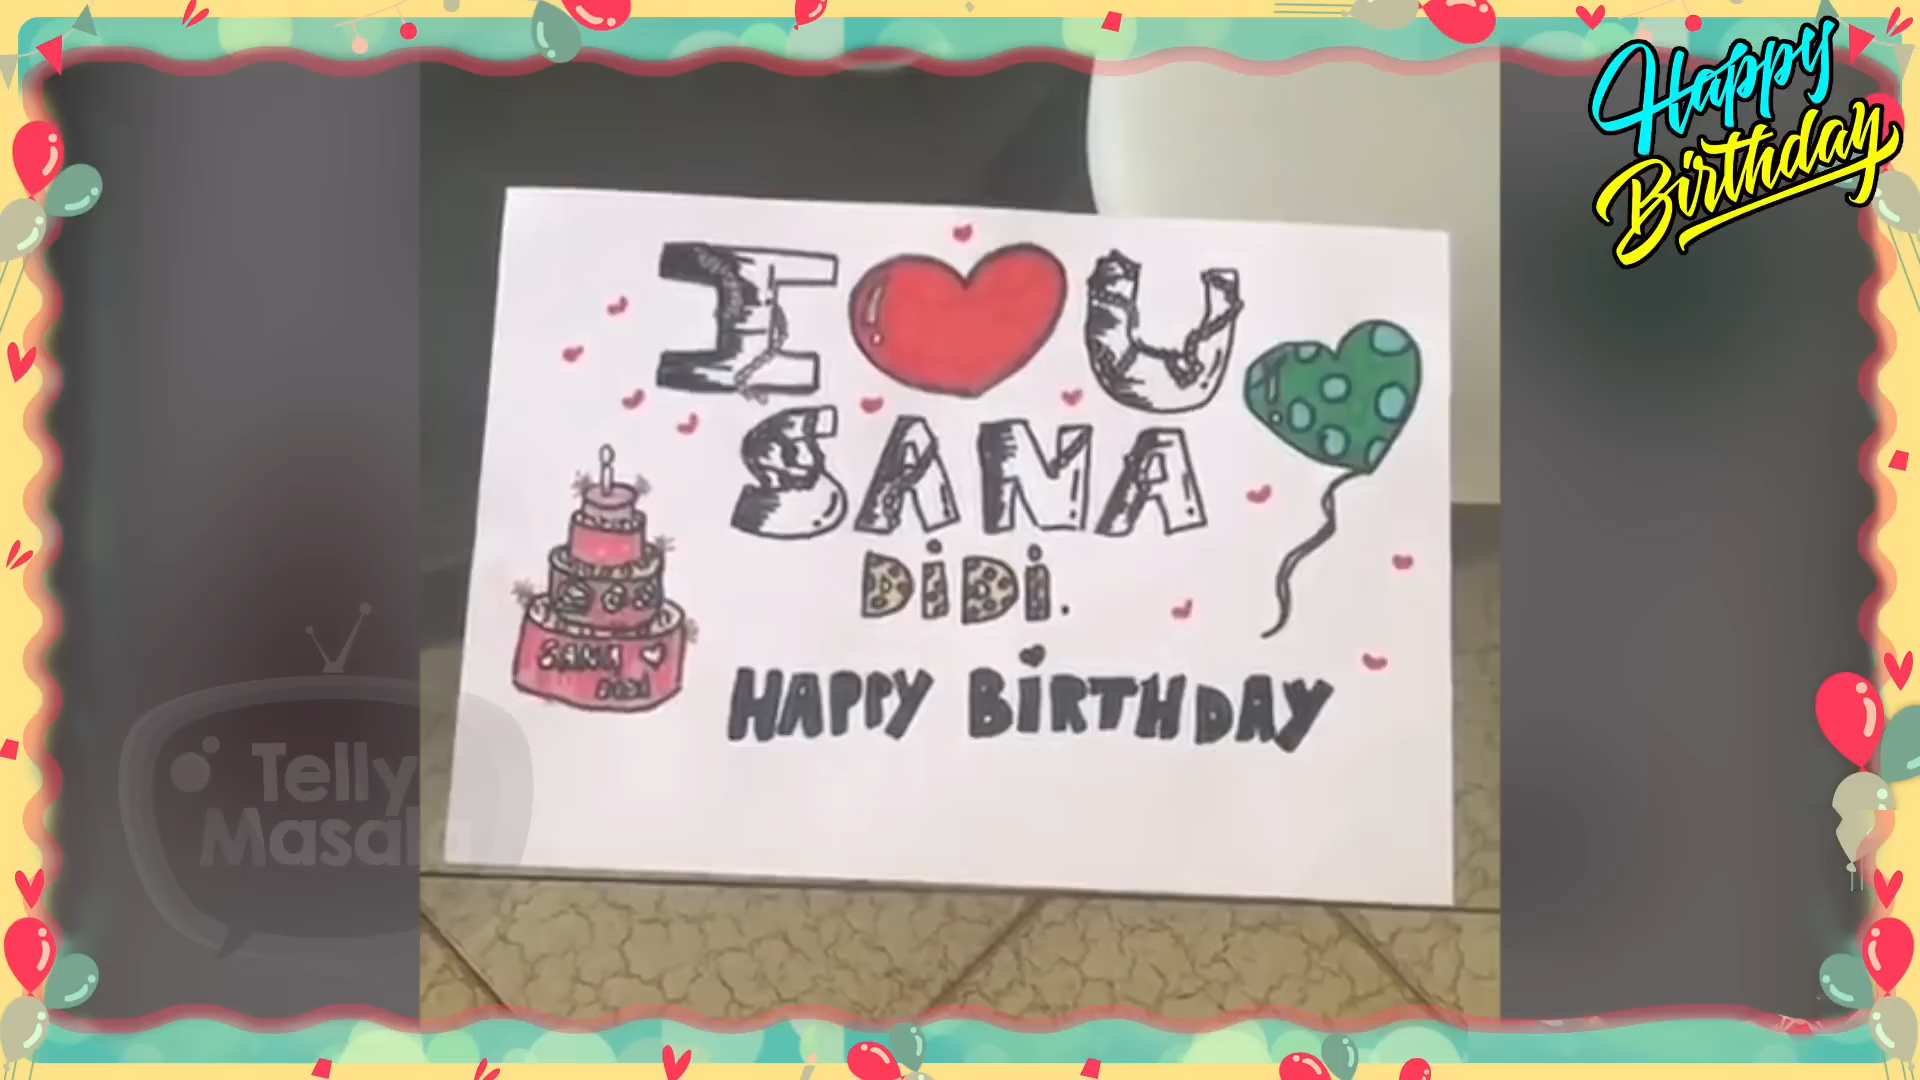 Happy
Birthday
I ❤ U
SANA
DiDi.
HAPPY BiRTHDAY
SANA
DIDI
Telly
Masala